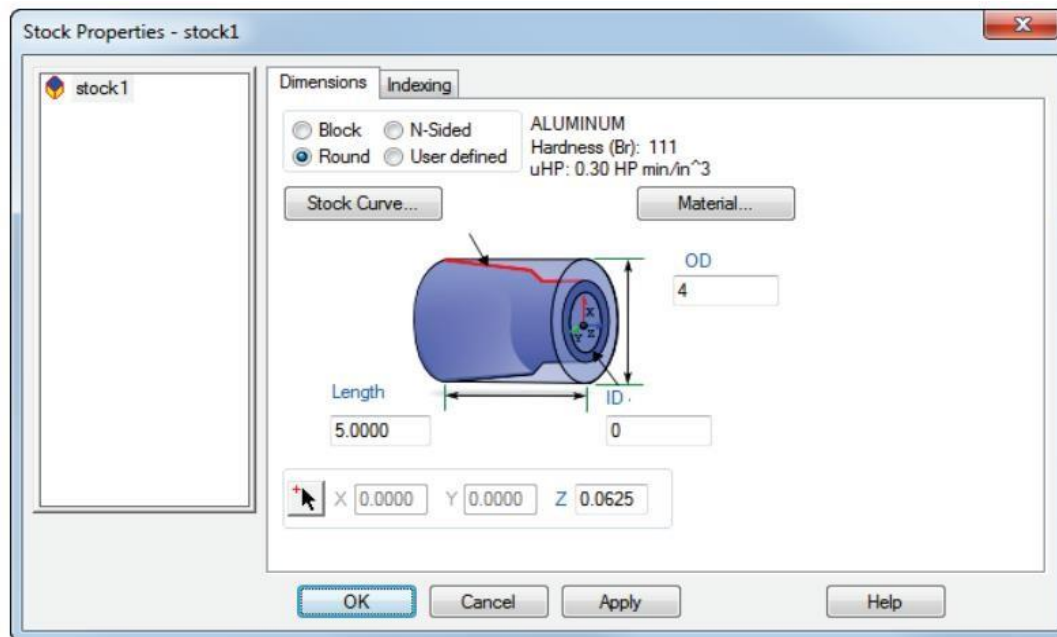 Stock Properties - stock1
stock1
Dimensions Indexing
Block N-Sided
Round User defined
ALUMINUM
Hardness (Br): 111
uHP: 0.30 HP min/in^3
Stock Curve... Material...
OD
4
X
Y Z
Length
5.0000
ID
0
X 0.0000 Y 0.0000 Z 0.0625
OK Cancel Apply Help